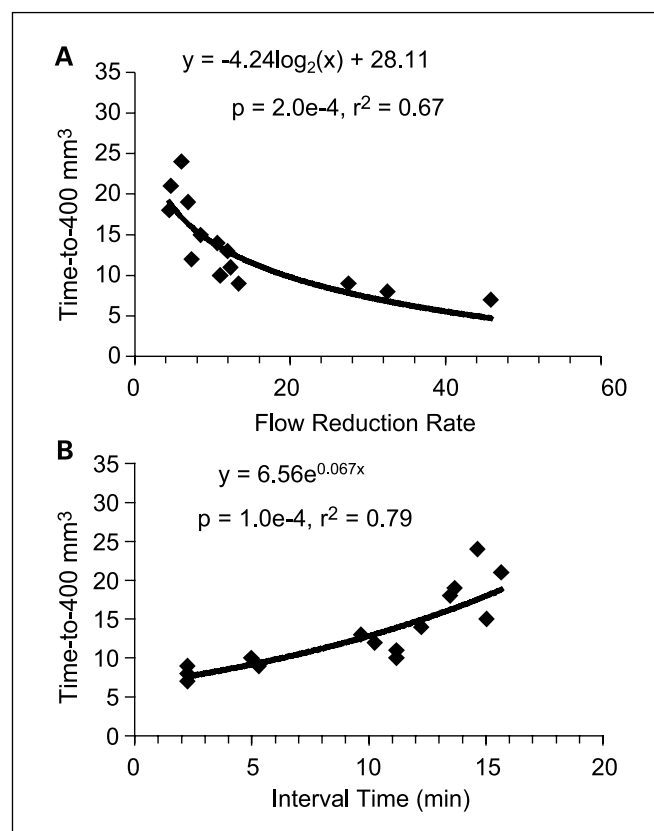 A
y = -4.24log₂(x) + 28.11
p = 2.0e-4, r² = 0.67
Time-to-400 mm³
35
30
25
20
15
10
5
0
0 20 40 60
Flow Reduction Rate
B
y = 6.56e⁰·⁰⁶⁷ˣ
p = 1.0e-4, r² = 0.79
Time-to-400 mm³
35
30
25
20
15
10
5
0
0 5 10 15 20
Interval Time (min)